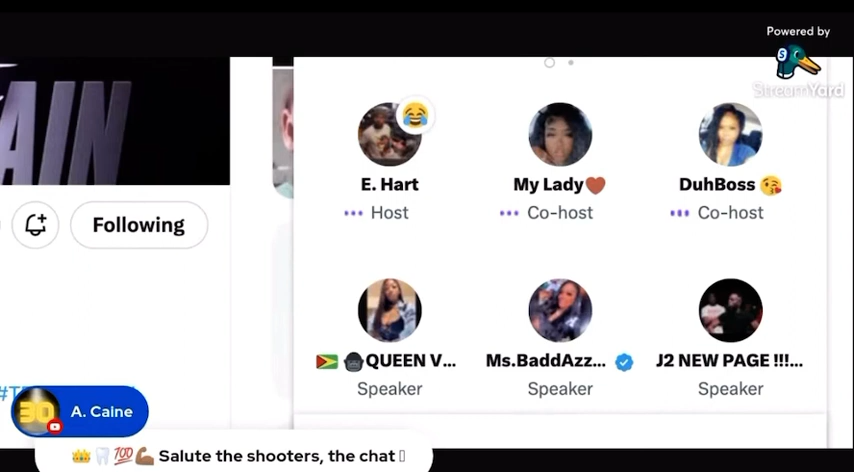 Powered by
StreamYard
AIN
Following
E. Hart
Host
My Lady❤️
Co-host
DuhBoss 😘
Co-host
🇬🇾 🦍QUEEN V...
Speaker
Ms.BaddAzz...
Speaker
J2 NEW PAGE !!!...
Speaker
#T
30
A. Caine
👑🦷💯💪🏽 Salute the shooters, the chat